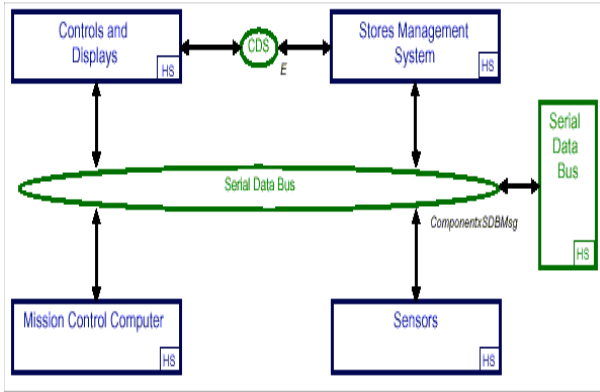 Controls and
Displays
HS
CDS
E
Stores Management
System
HS
Serial
Data
Bus
HS
Serial Data Bus
ComponentxSDBMsg
Mission Control Computer
HS
Sensors
HS